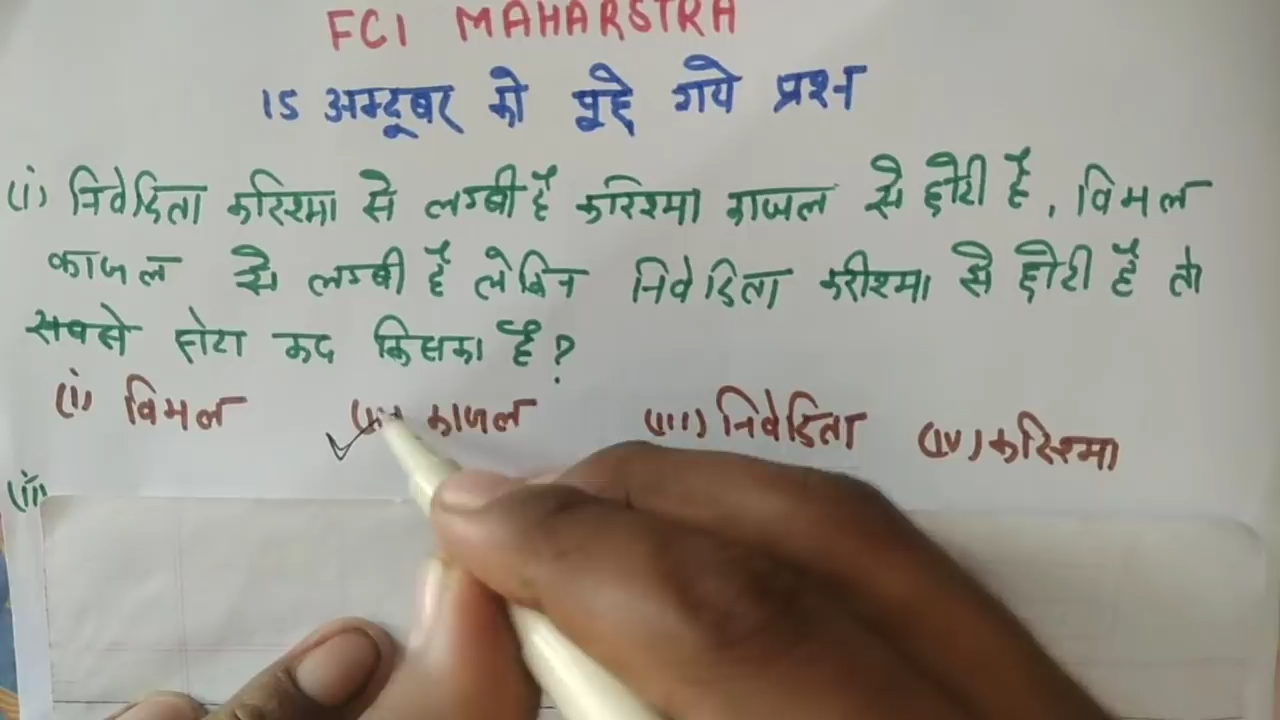 FCI MAHARSTRA
15 अक्टूबर को पूछे गये प्रश्न
(i) निवेडिता करिश्मा से लम्बी है करिश्मा काजल से छोटी है, विमल
काजल से लम्बी है लेकिन निवेडिता करीश्मा से छोटी है तो
सबसे छोटा कद किसका है?
(i) विमल (ii) काजल (iii) निवेडिता (iv) करिश्मा
(ii)